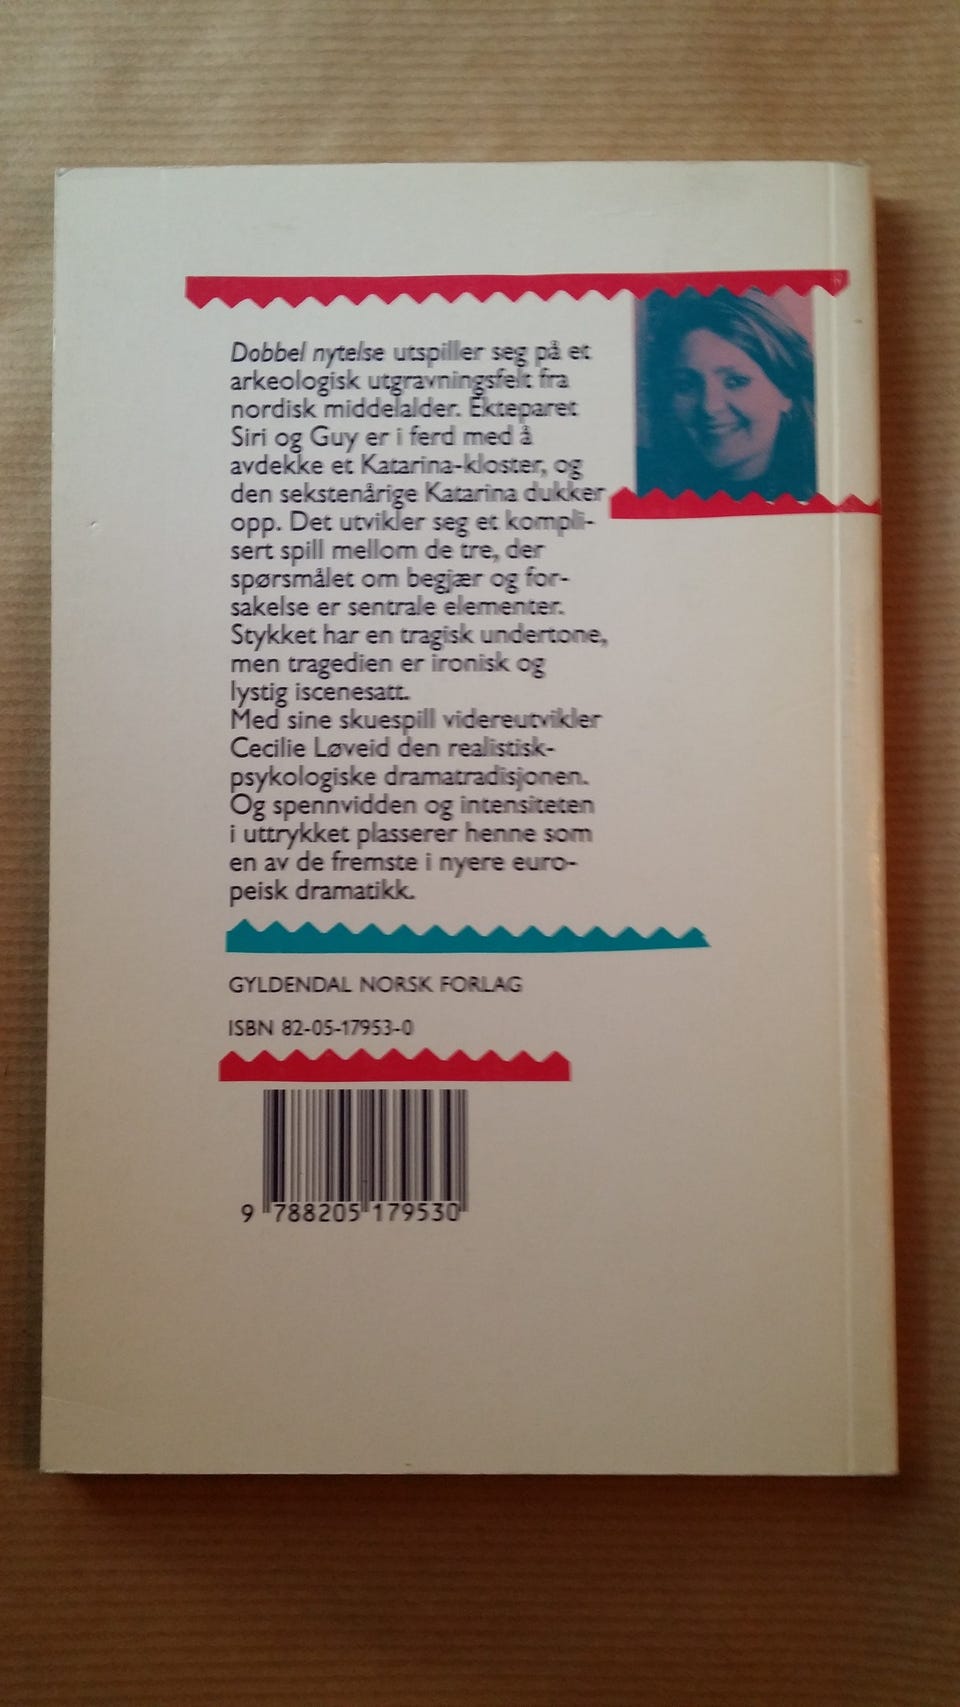 Dobbel nytelse utspiller seg på et
arkeologisk utgravningsfelt fra
nordisk middelalder. Ekteparet
Siri og Guy er i ferd med å
avdekke et Katarina-kloster, og
den sekstenårige Katarina dukker
opp. Det utvikler seg et kompli-
sert spill mellom de tre, der
spørsmålet om begjær og for-
sakelse er sentrale elementer.
Stykket har en tragisk undertone,
men tragedien er ironisk og
lystig iscenesatt.
Med sine skuespill videreutvikler
Cecilie Løveid den realistisk-
psykologiske dramatradisjonen.
Og spennvidden og intensiteten
i uttrykket plasserer henne som
en av de fremste i nyere euro-
peisk dramatikk.
GYLDENDAL NORSK FORLAG
ISBN 82-05-17953-0
9 788205 179530